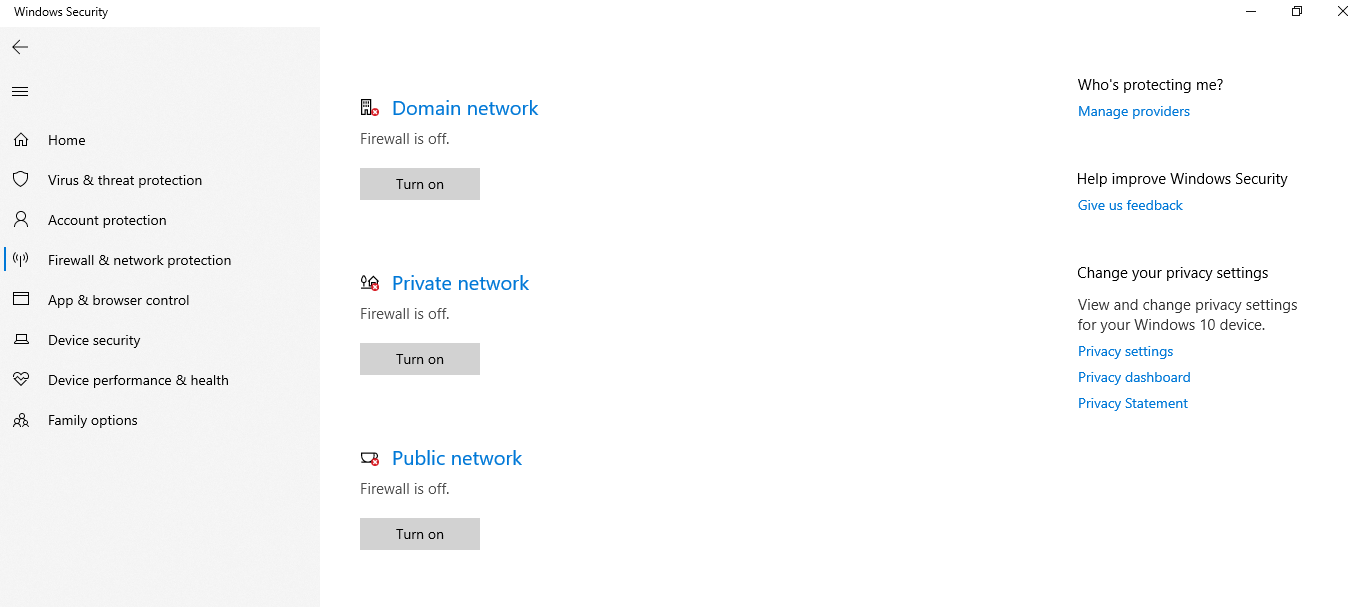 Windows Security
Home
Virus & threat protection
Account protection
Firewall & network protection
App & browser control
Device security
Device performance & health
Family options
Domain network
Firewall is off.
Turn on
Private network
Firewall is off.
Turn on
Public network
Firewall is off.
Turn on
Who's protecting me?
Manage providers
Help improve Windows Security
Give us feedback
Change your privacy settings
View and change privacy settings
for your Windows 10 device.
Privacy settings
Privacy dashboard
Privacy Statement